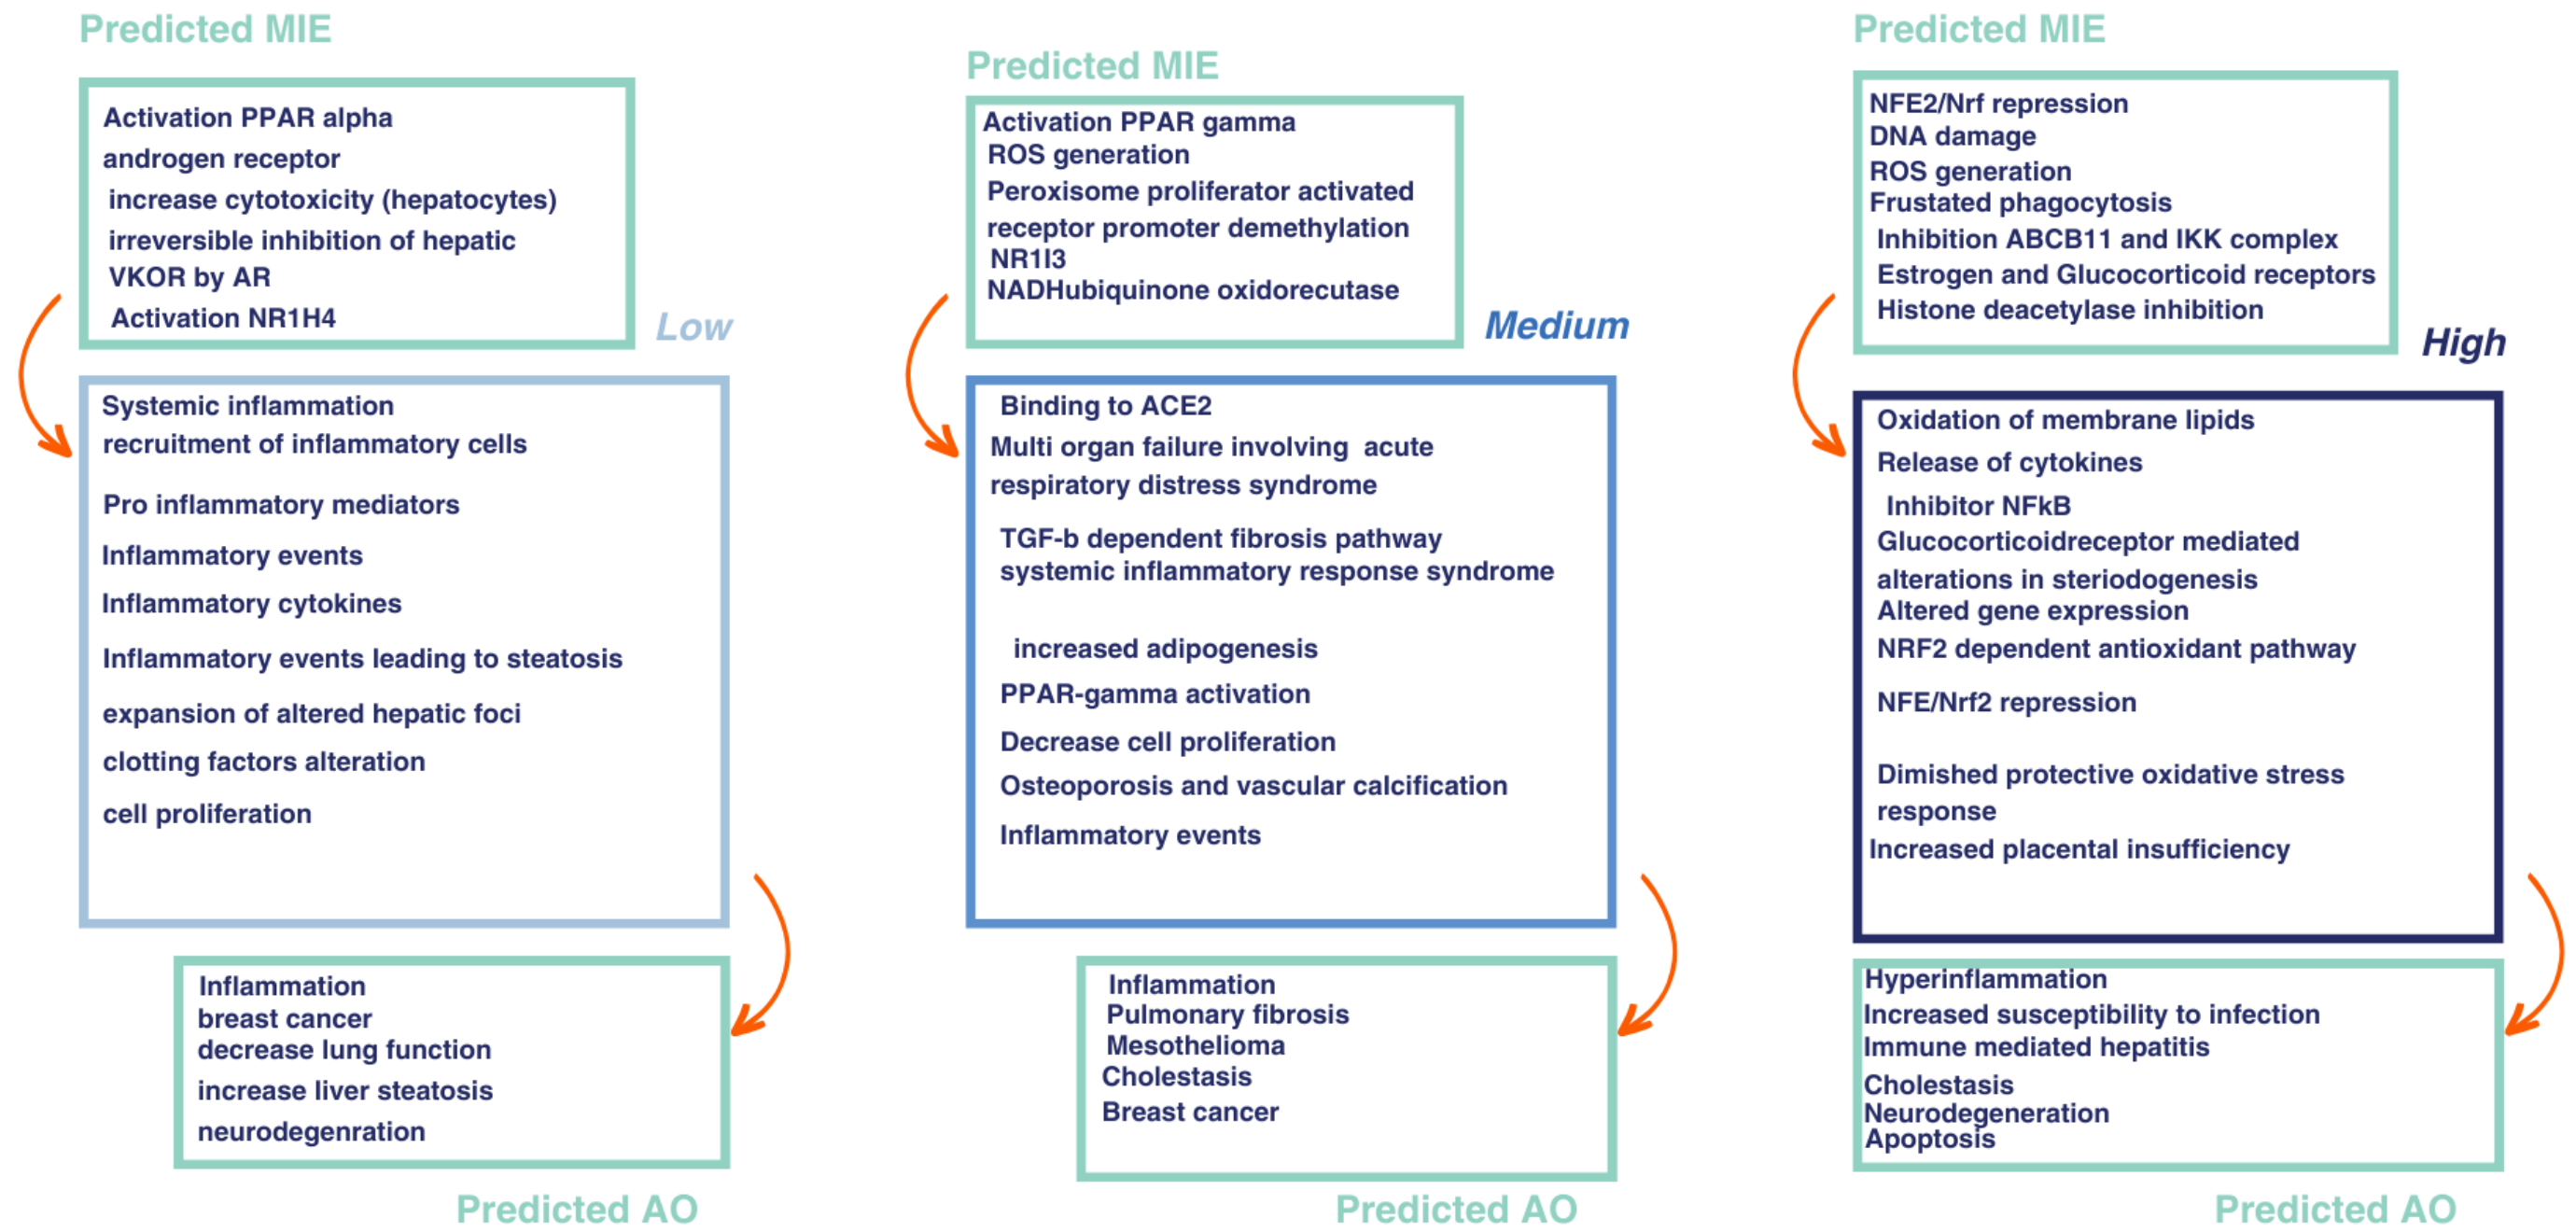 Predicted MIE
Activation PPAR alpha
androgen receptor
increase cytotoxicity (hepatocytes)
irreversible inhibition of hepatic
VKOR by AR
Activation NR1H4
Low
Systemic inflammation
recruitment of inflammatory cells
Pro inflammatory mediators
Inflammatory events
Inflammatory cytokines
Inflammatory events leading to steatosis
expansion of altered hepatic foci
clotting factors alteration
cell proliferation
Inflammation
breast cancer
decrease lung function
increase liver steatosis
neurodegenration
Predicted AO
Predicted MIE
Activation PPAR gamma
ROS generation
Peroxisome proliferator activated
receptor promoter demethylation
NR1I3
NADHubiquinone oxidorecutase
Medium
Binding to ACE2
Multi organ failure involving acute
respiratory distress syndrome
TGF-b dependent fibrosis pathway
systemic inflammatory response syndrome
increased adipogenesis
PPAR-gamma activation
Decrease cell proliferation
Osteoporosis and vascular calcification
Inflammatory events
Inflammation
Pulmonary fibrosis
Mesothelioma
Cholestasis
Breast cancer
Predicted AO
Predicted MIE
NFE2/Nrf repression
DNA damage
ROS generation
Frustated phagocytosis
Inhibition ABCB11 and IKK complex
Estrogen and Glucocorticoid receptors
Histone deacetylase inhibition
High
Oxidation of membrane lipids
Release of cytokines
Inhibitor NFkB
Glucocorticoidreceptor mediated
alterations in steriodogenesis
Altered gene expression
NRF2 dependent antioxidant pathway
NFE/Nrf2 repression
Dimished protective oxidative stress
response
Increased placental insufficiency
Hyperinflammation
Increased susceptibility to infection
Immune mediated hepatitis
Cholestasis
Neurodegeneration
Apoptosis
Predicted AO